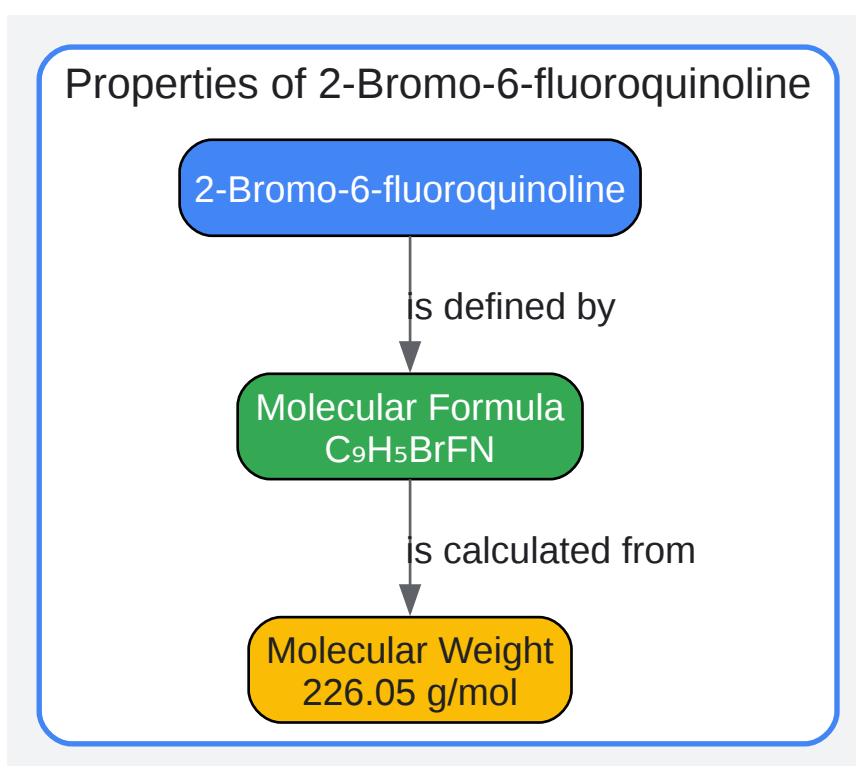 Properties of 2-Bromo-6-fluoroquinoline
2-Bromo-6-fluoroquinoline
is defined by
Molecular Formula
C₉H₅BrFN
is calculated from
Molecular Weight
226.05 g/mol